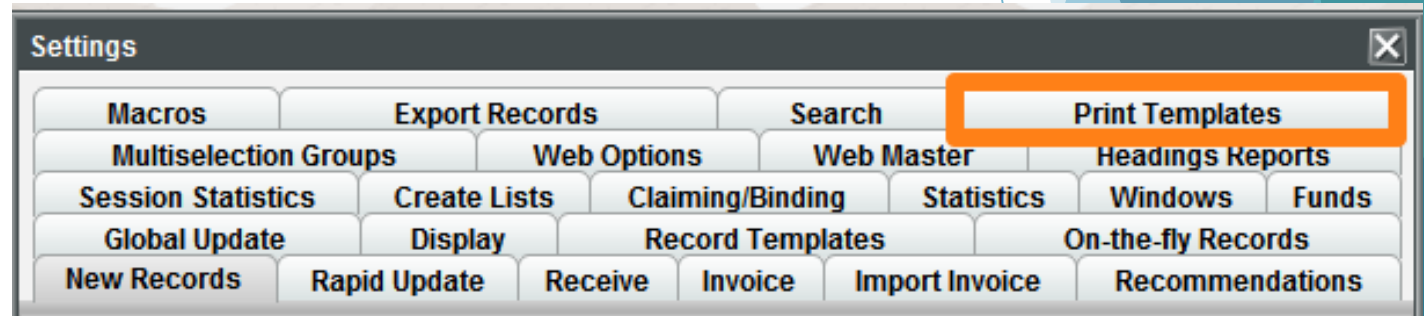 Settings
Macros Export Records Search Print Templates
Multiselection Groups Web Options Web Master Headings Reports
Session Statistics Create Lists Claiming/Binding Statistics Windows Funds
Global Update Display Record Templates On-the-fly Records
New Records Rapid Update Receive Invoice Import Invoice Recommendations